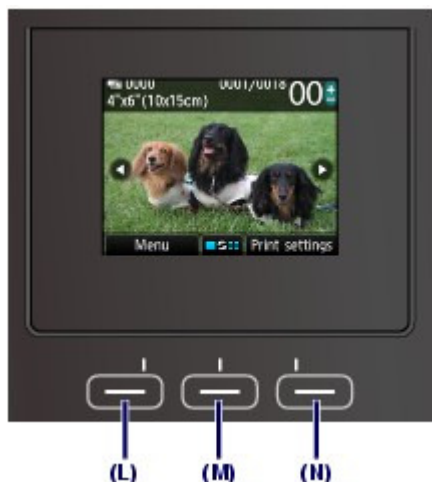 0000 0001/0018 00
4"x6"(10x15cm)
Menu Print settings
(L) (M) (N)